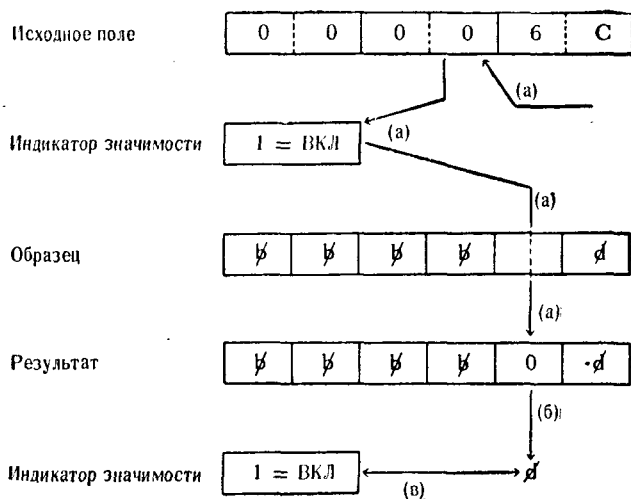 Исходное поле 0 0 0 0 6 C
(а)
Индикатор значимости 1 = ВКЛ (а)
(а)
Образец b̸ b̸ b̸ b̸ d̸
(а)
Результат b̸ b̸ b̸ b̸ 0 d̸
(б)
Индикатор значимости 1 = ВКЛ (в) d̸